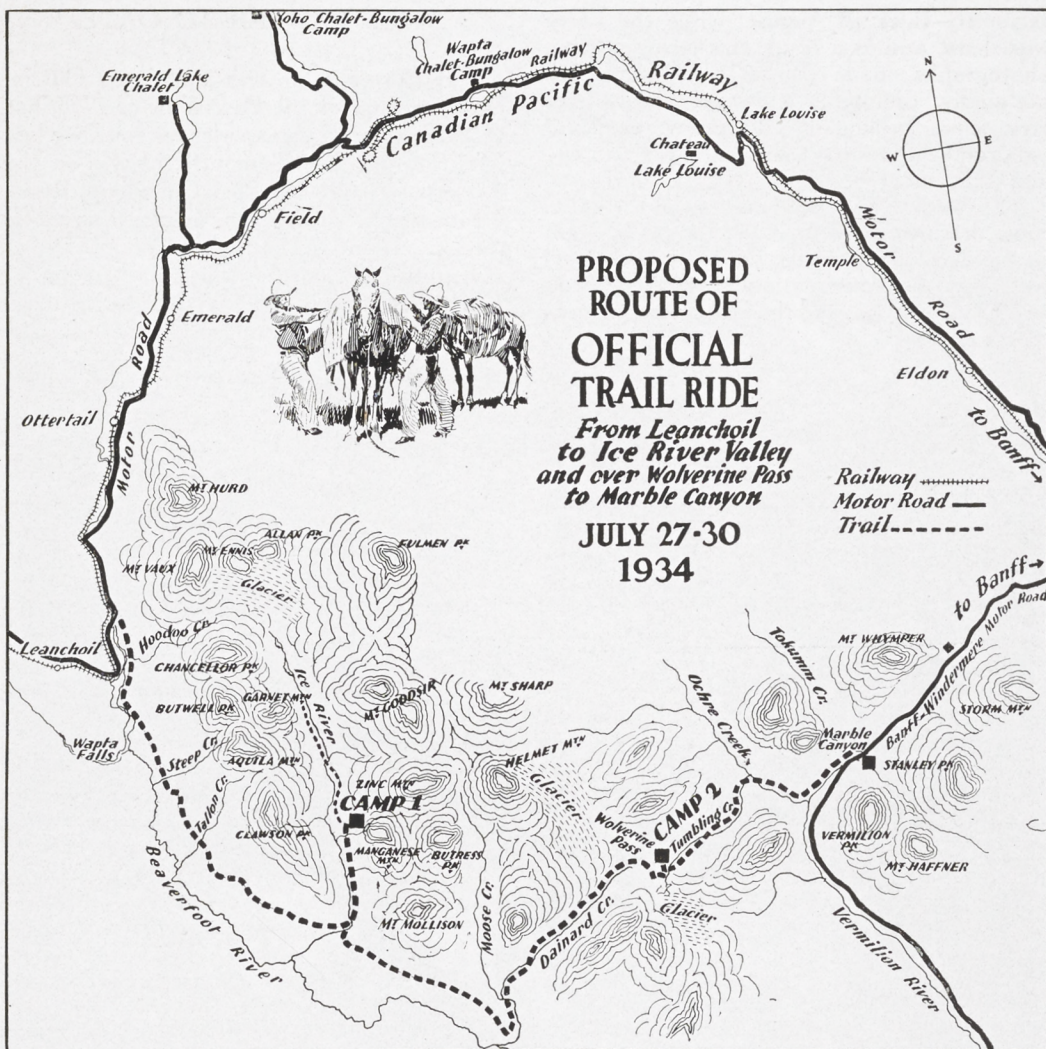 Yoho Chalet-Bungalow
Camp
Emerald Lake
Chalet
Wapta
Chalet-Bungalow
Camp
Railway
Railway
Canadian Pacific
Lake Louise
Chateau
Lake Louise
N
W
E
S
Field
Motor
Temple
Road
Emerald
Eldon
to Banff
Road
Ottertail
Motor
PROPOSED
ROUTE OF
OFFICIAL
TRAIL RIDE
From Leanchoil
to Ice River Valley
and over Wolverine Pass
to Marble Canyon
JULY 27-30
1934
Railway
Motor Road
Trail
MT HURD
ALLAN PK
MT ENNIS
FULMEN PK
MT VAUX
Glacier
to Banff
Banff-Windermere Motor Road
Hoodoo Cr.
Leanchoil
CHANCELLOR PK
Tokumm Cr.
MT WHYMPER
Ice River
GARNET MTN
BUTWELL PK
MT GOODSIR
MT SHARP
Ochre Creek
STORM MTN
Wapta
Falls
Steep Cr.
AQUILA MTN
HELMET MTN
Marble
Canyon
STANLEY PK
Tallon Cr.
ZINC MTN
CAMP 1
Glacier
Wolverine
Pass
CAMP 2
Tumbling Cr.
CLAWSON PK
MANGANESE
MTN
BUTRESS
PK
VERMILION
PK
MT HAFFNER
Beaverfoot River
MT MOLLISON
Moose Cr.
Dainard Cr.
Glacier
Vermilion River